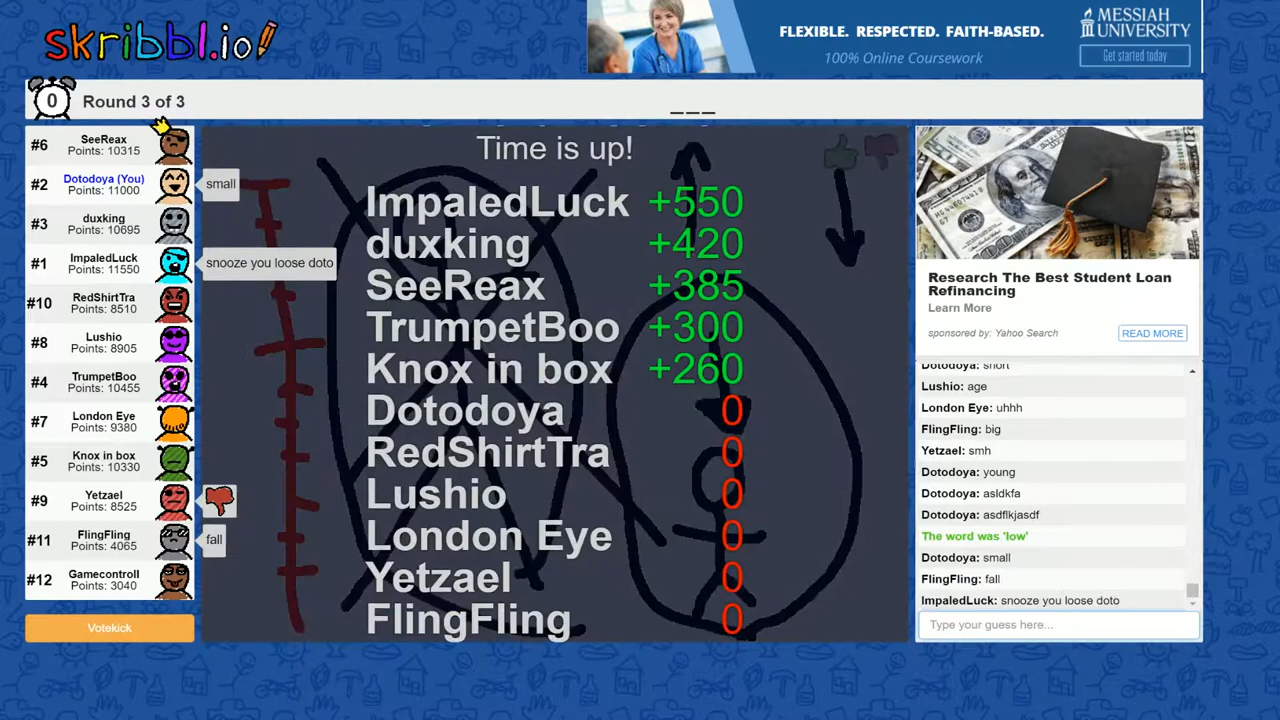 skribbl.io!
FLEXIBLE. RESPECTED. FAITH-BASED.
100% Online Coursework
MESSIAH
UNIVERSITY
Get started today
0
Round 3 of 3
___
#6
SeeReax
Points: 10315
#2
Dotodoya (You)
Points: 11000
small
#3
duxking
Points: 10695
#1
ImpaledLuck
Points: 11550
snooze you loose doto
#10
RedShirtTra
Points: 8510
#8
Lushio
Points: 8905
#4
TrumpetBoo
Points: 10455
#7
London Eye
Points: 9380
#5
Knox in box
Points: 10330
#9
Yetzael
Points: 8525
#11
FlingFling
Points: 4065
fall
#12
Gamecontroll
Points: 3040
Votekick
Time is up!
ImpaledLuck +550
duxking +420
SeeReax +385
TrumpetBoo +300
Knox in box +260
Dotodoya 0
RedShirtTra 0
Lushio 0
London Eye 0
Yetzael 0
FlingFling 0
Research The Best Student Loan
Refinancing
Learn More
sponsored by: Yahoo Search
READ MORE
Dotodoya: short
Lushio: age
London Eye: uhhh
FlingFling: big
Yetzael: smh
Dotodoya: young
Dotodoya: asldkfa
Dotodoya: asdflkjasdf
The word was 'low'
Dotodoya: small
FlingFling: fall
ImpaledLuck: snooze you loose doto
Type your guess here...